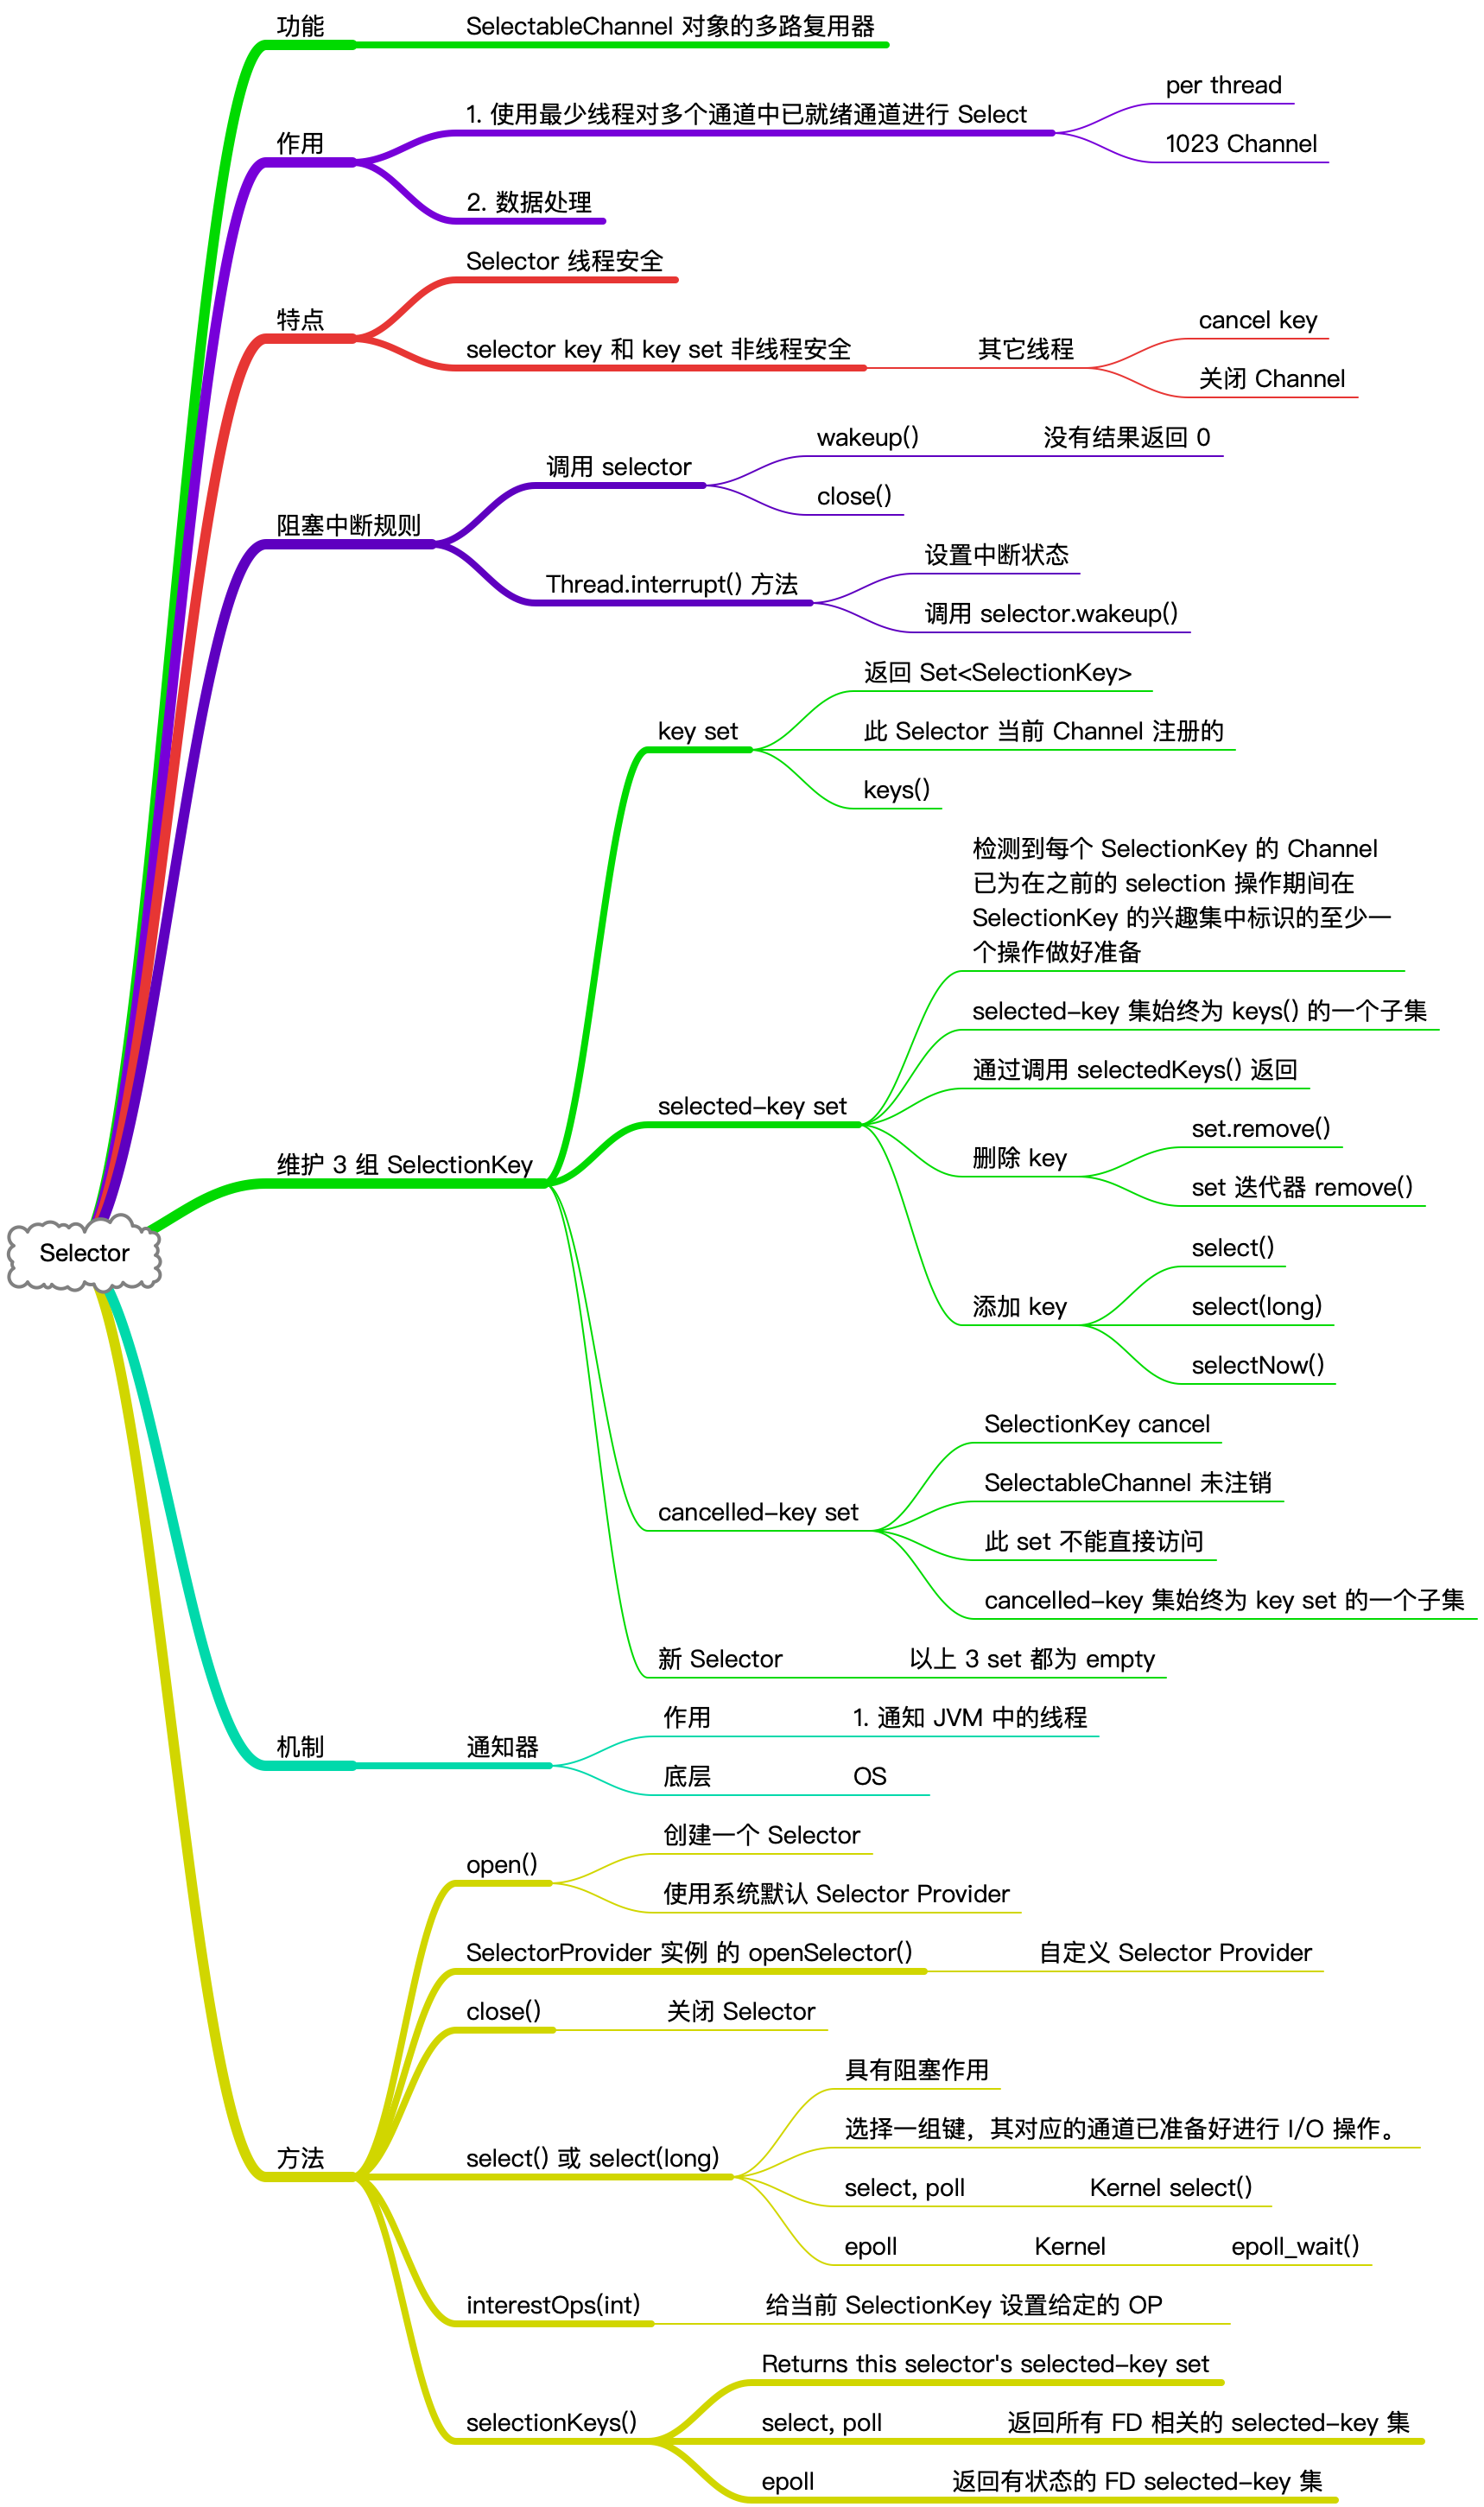 功能
SelectableChannel 对象的多路复用器
作用
1. 使用最少线程对多个通道中已就绪通道进行 Select
per thread
1023 Channel
2. 数据处理
特点
Selector 线程安全
selector key 和 key set 非线程安全
其它线程
cancel key
关闭 Channel
阻塞中断规则
调用 selector
wakeup()
没有结果返回 0
close()
Thread.interrupt() 方法
设置中断状态
调用 selector.wakeup()
Selector
维护 3 组 SelectionKey
key set
返回 Set<SelectionKey>
此 Selector 当前 Channel 注册的
keys()
selected-key set
检测到每个 SelectionKey 的 Channel
已为在之前的 selection 操作期间在
SelectionKey 的兴趣集中标识的至少一
个操作做好准备
selected-key 集始终为 keys() 的一个子集
通过调用 selectedKeys() 返回
删除 key
set.remove()
set 迭代器 remove()
添加 key
select()
select(long)
selectNow()
cancelled-key set
SelectionKey cancel
SelectableChannel 未注销
此 set 不能直接访问
cancelled-key 集始终为 key set 的一个子集
新 Selector
以上 3 set 都为 empty
机制
通知器
作用
1. 通知 JVM 中的线程
底层
OS
方法
open()
创建一个 Selector
使用系统默认 Selector Provider
SelectorProvider 实例 的 openSelector()
自定义 Selector Provider
close()
关闭 Selector
select() 或 select(long)
具有阻塞作用
选择一组键，其对应的通道已准备好进行 I/O 操作。
select, poll
Kernel select()
epoll
Kernel
epoll_wait()
interestOps(int)
给当前 SelectionKey 设置给定的 OP
selectionKeys()
Returns this selector's selected-key set
select, poll
返回所有 FD 相关的 selected-key 集
epoll
返回有状态的 FD selected-key 集